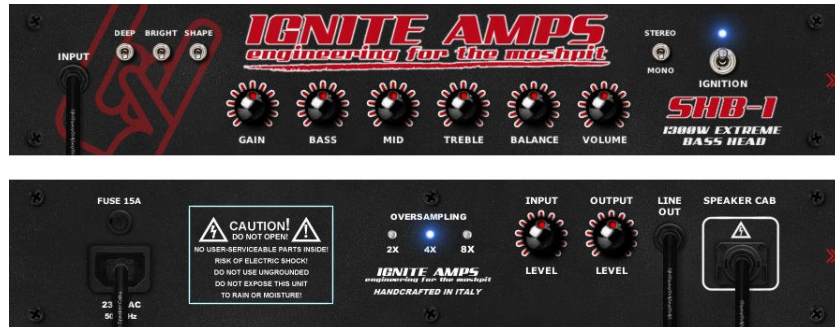 IGNITE AMPS
engineering for the moshpit
DEEP BRIGHT SHAPE
INPUT
STEREO
MONO
IGNITION
GAIN BASS MID TREBLE BALANCE VOLUME
SHB-1
1300W EXTREME
BASS HEAD
FUSE 15A
CAUTION!
DO NOT OPEN!
NO USER-SERVICEABLE PARTS INSIDE!
RISK OF ELECTRIC SHOCK!
DO NOT USE UNGROUNDED
DO NOT EXPOSE THIS UNIT
TO RAIN OR MOISTURE!
OVERSAMPLING
2X 4X 8X
IGNITE AMPS
engineering for the moshpit
HANDCRAFTED IN ITALY
INPUT
LEVEL
OUTPUT
LEVEL
LINE
OUT
SPEAKER CAB